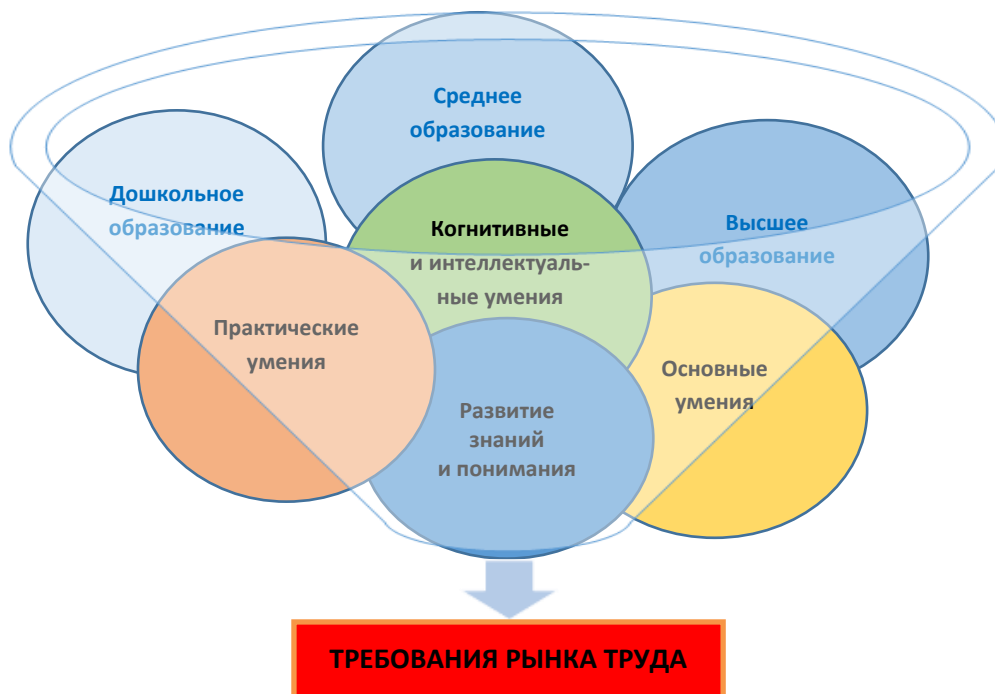 Среднее
образование
Дошкольное
образование
Высшее
образование
Когнитивные
и интеллектуаль-
ные умения
Практические
умения
Основные
умения
Развитие
знаний
и понимания
ТРЕБОВАНИЯ РЫНКА ТРУДА